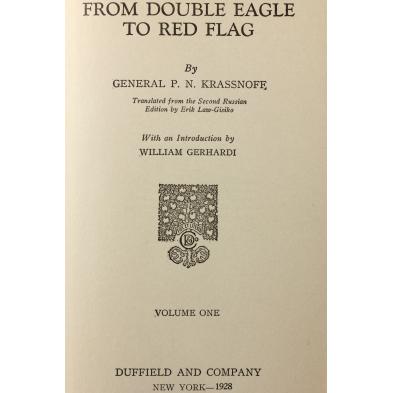 FROM DOUBLE EAGLE
TO RED FLAG
By
GENERAL P. N. KRASSNOFF
Translated from the Second Russian
Edition by Erik Law-Gisiko
With an Introduction by
WILLIAM GERHARDI
VOLUME ONE
DUFFIELD AND COMPANY
NEW YORK—1928